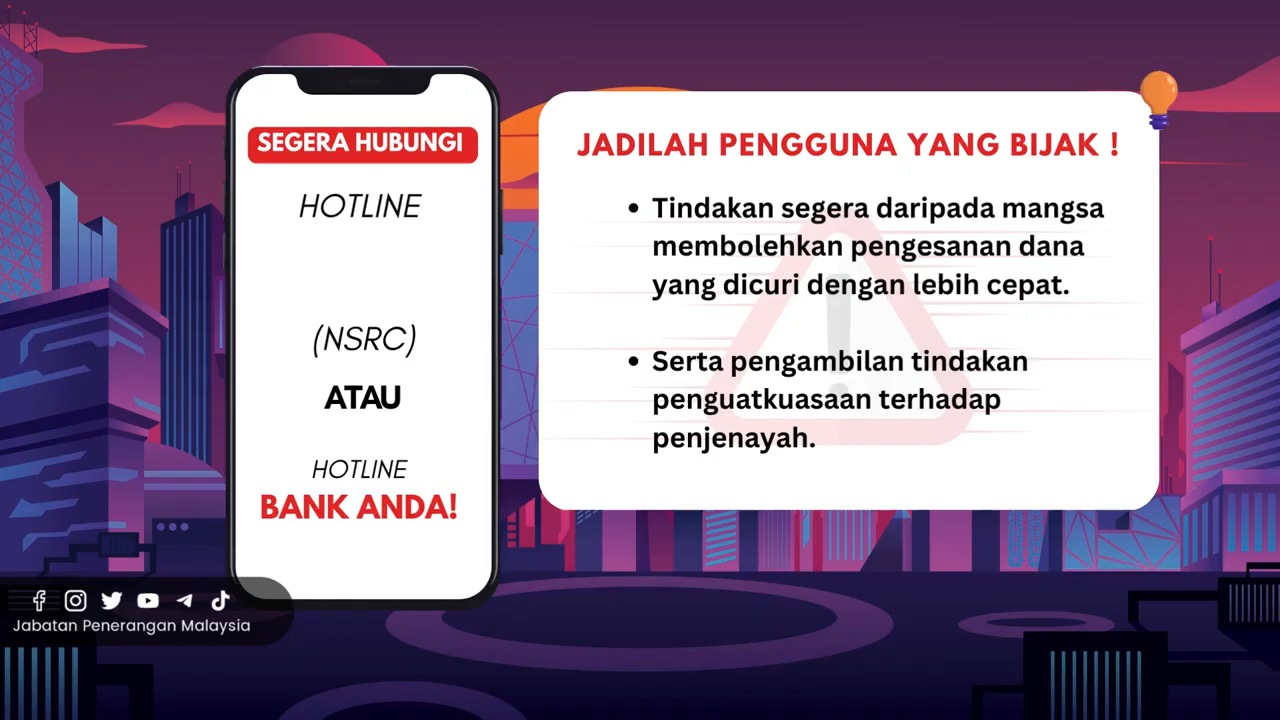 SEGERA HUBUNGI
HOTLINE
(NSRC)
ATAU
HOTLINE
BANK ANDA!
JADILAH PENGGUNA YANG BIJAK !
• Tindakan segera daripada mangsa
membolehkan pengesanan dana
yang dicuri dengan lebih cepat.
• Serta pengambilan tindakan
penguatkuasaan terhadap
penjenayah.
Jabatan Penerangan Malaysia